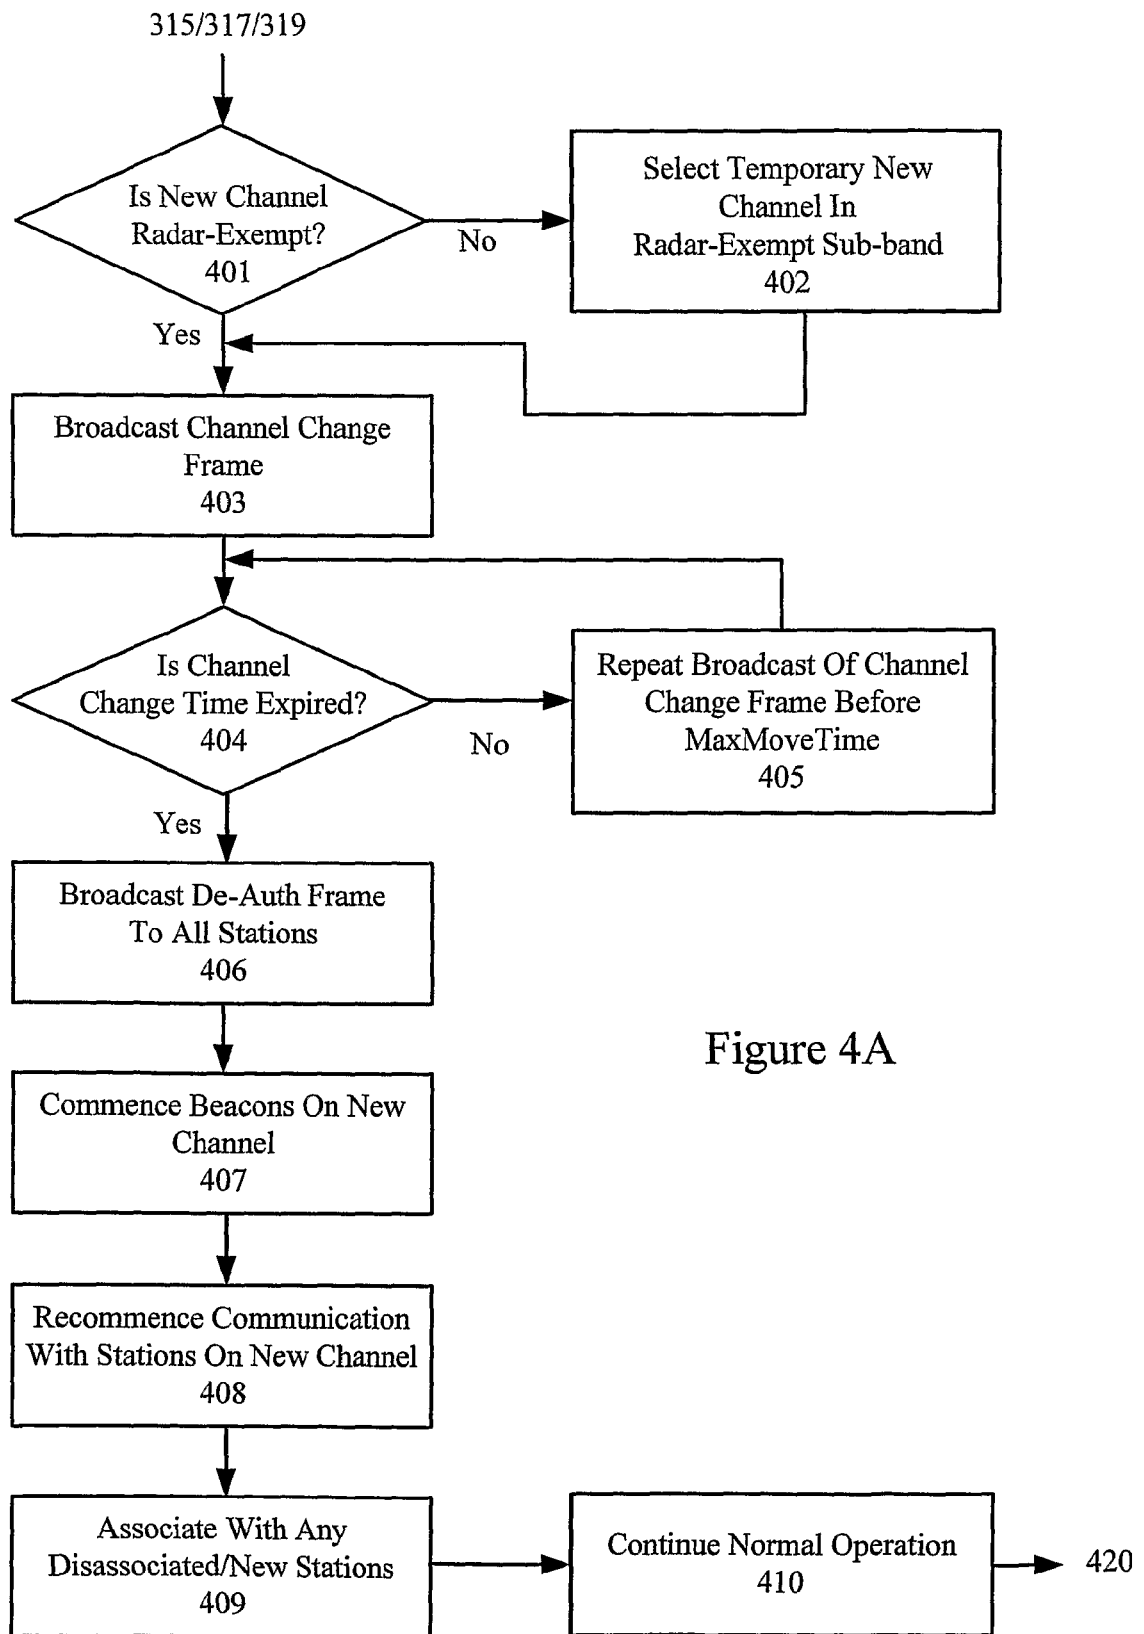 315/317/319
Is New Channel
Radar-Exempt?
401
No
Select Temporary New
Channel In
Radar-Exempt Sub-band
402
Yes
Broadcast Channel Change
Frame
403
Is Channel
Change Time Expired?
404
No
Repeat Broadcast Of Channel
Change Frame Before
MaxMoveTime
405
Yes
Broadcast De-Auth Frame
To All Stations
406
Figure 4A
Commence Beacons On New
Channel
407
Recommence Communication
With Stations On New Channel
408
Associate With Any
Disassociated/New Stations
409
Continue Normal Operation
410
420